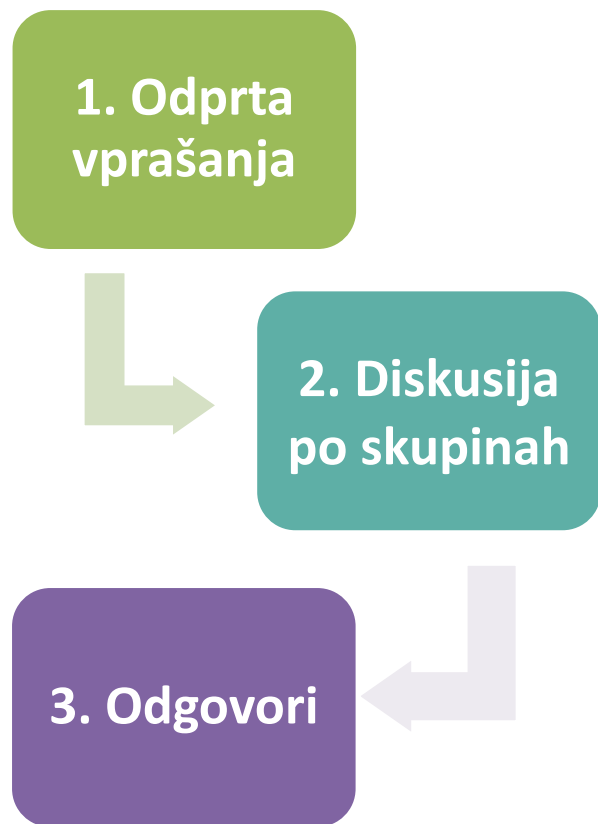 1. Odprta
vprašanja
2. Diskusija
po skupinah
3. Odgovori